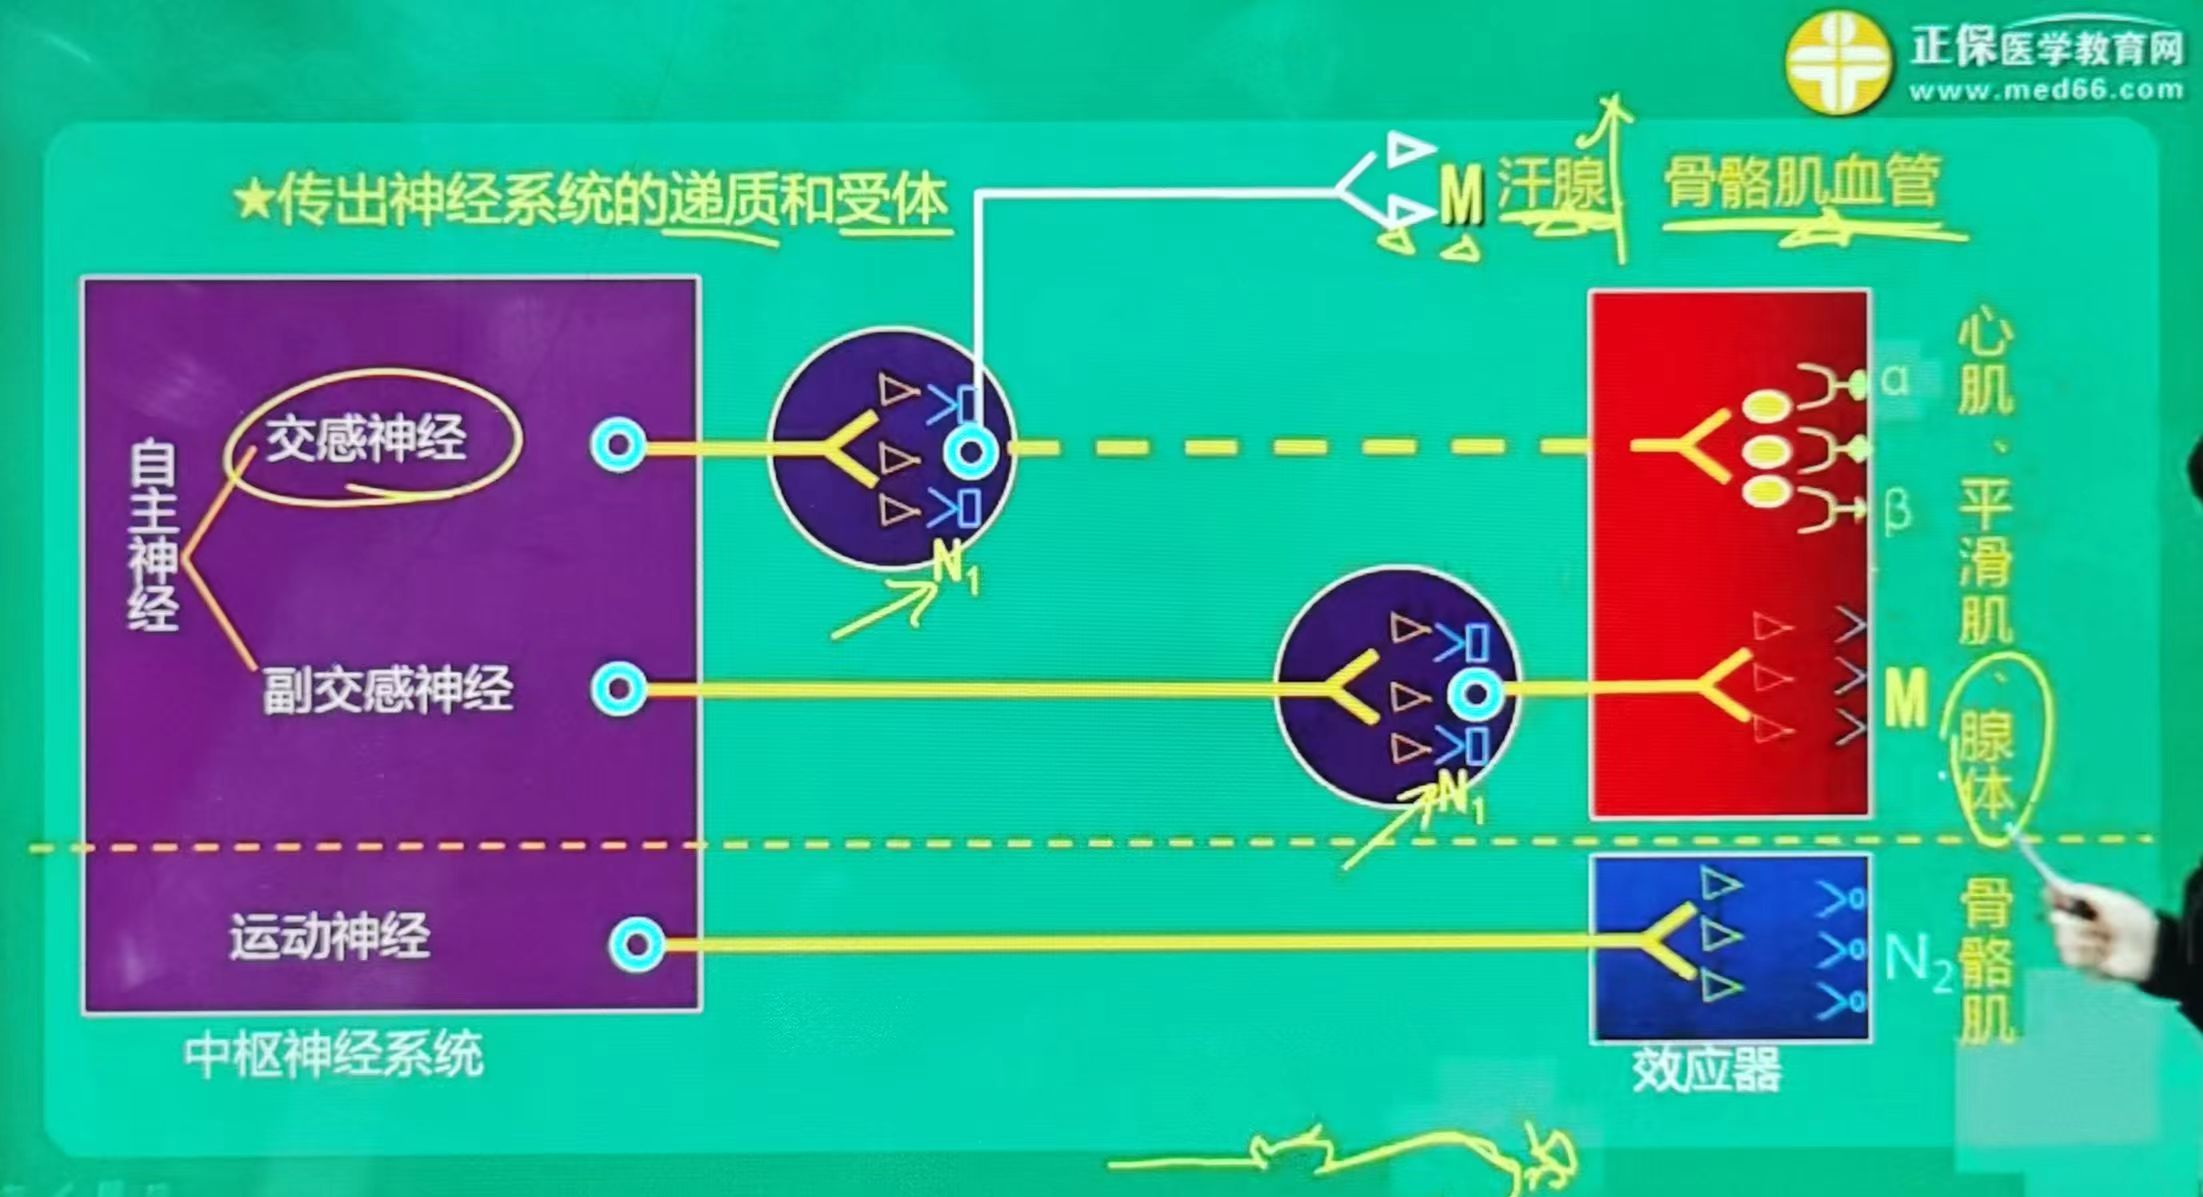 正保医学教育网
www.med66.com
★传出神经系统的递质和受体
M 汗腺 骨骼肌血管
自主神经
交感神经
副交感神经
运动神经
中枢神经系统
N1
N1
α
β
M
N2
心肌、平滑肌、腺体
骨骼肌
效应器